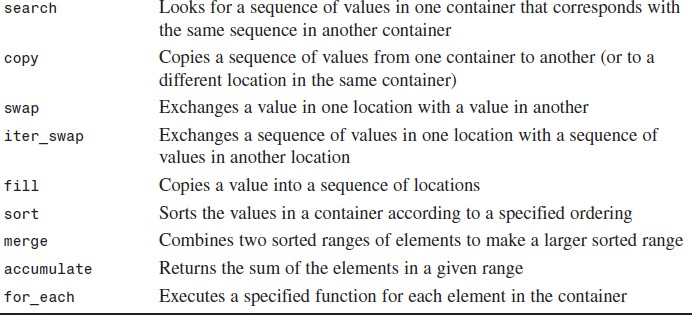 search Looks for a sequence of values in one container that corresponds with
the same sequence in another container
copy Copies a sequence of values from one container to another (or to a
different location in the same container)
swap Exchanges a value in one location with a value in another
iter_swap Exchanges a sequence of values in one location with a sequence of
values in another location
fill Copies a value into a sequence of locations
sort Sorts the values in a container according to a specified ordering
merge Combines two sorted ranges of elements to make a larger sorted range
accumulate Returns the sum of the elements in a given range
for_each Executes a specified function for each element in the container